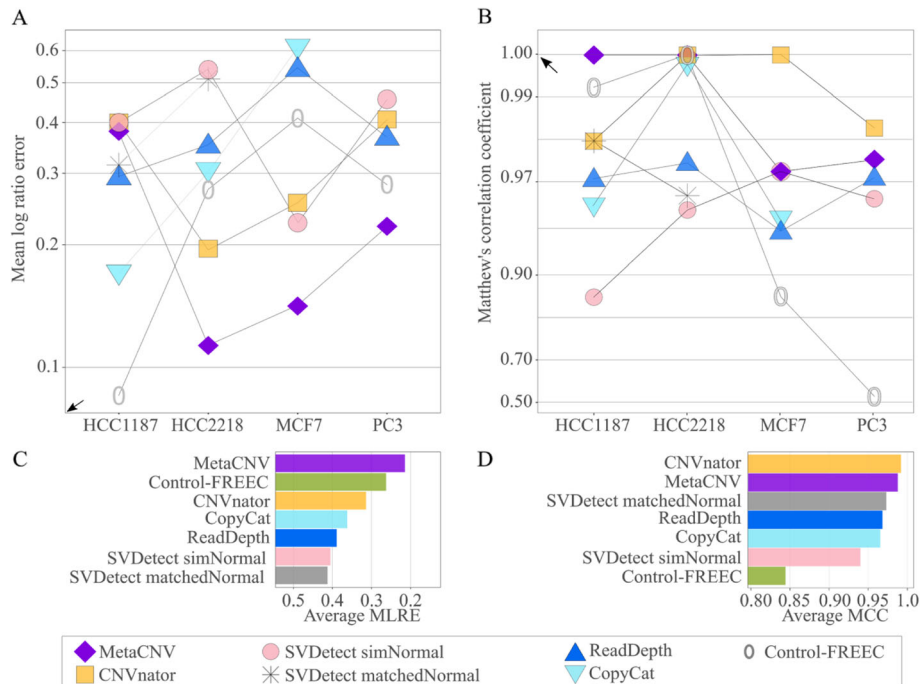 A
0.6
0.5
0.4
0.3
0.2
0.1
Mean log ratio error
HCC1187 HCC2218 MCF7 PC3
B
1.00
0.99
0.97
0.90
0.70
0.50
Matthew's correlation coefficient
HCC1187 HCC2218 MCF7 PC3
C
MetaCNV
Control-FREEC
CNVnator
CopyCat
ReadDepth
SVDetect simNormal
SVDetect matchedNormal
0.5 0.4 0.3 0.2
Average MLRE
D
CNVnator
MetaCNV
SVDetect matchedNormal
ReadDepth
CopyCat
SVDetect simNormal
Control-FREEC
0.80 0.85 0.90 0.95 1.0
Average MCC
MetaCNV SVDetect simNormal ReadDepth 0 Control-FREEC
CNVnator SVDetect matchedNormal CopyCat